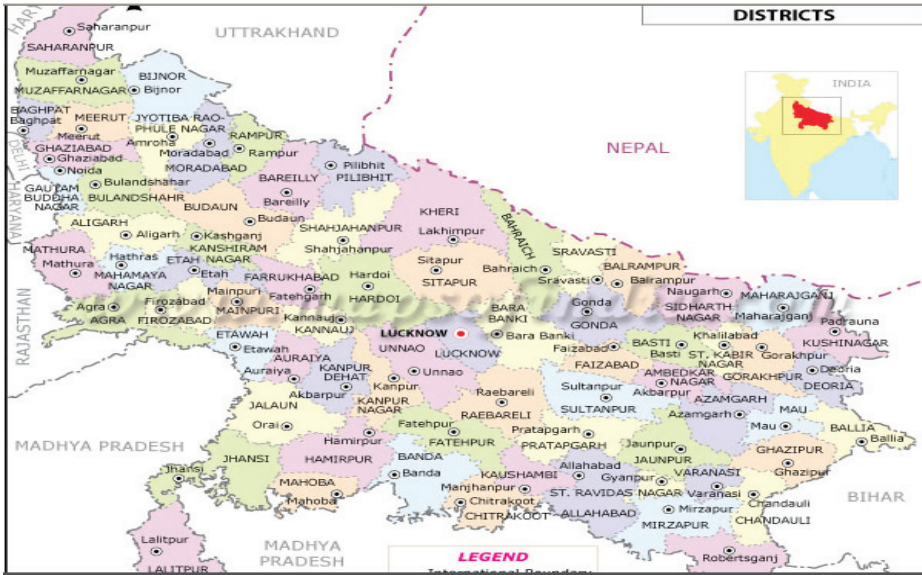 DISTRICTS
HARY
Saharanpur
SAHARANPUR
UTTRAKHAND
INDIA
Muzaffarnagar
MUZAFFARNAGAR
BIJNOR
Bijnor
BAGHPAT
Baghpat
MEERUT
Meerut
JYOTIBA RAO-
PHULE NAGAR
Amroha
RAMPUR
Rampur
Moradabad
MORADABAD
NEPAL
DELHI
GHAZIABAD
Ghaziabad
Noida
GAUTAM
BUDDHA
NAGAR
Bulandshahar
BULANDSHAHR
BAREILLY
Bareilly
Pilibhit
PILIBHIT
HARYANA
BUDAUN
Budaun
ALIGARH
Aligarh
Kashganj
KANSHIRAM
NAGAR
SHAHJAHANPUR
Shahjahanpur
KHERI
Lakhimpur
BAHRAICH
Bahraich
SRAVASTI
Sravasti
BALRAMPUR
Balrampur
MATHURA
Mathura
Hathras
MAHAMAYA
NAGAR
ETAH
Etah
FARRUKHABAD
Fatehgarh
Hardoi
HARDOI
Sitapur
SITAPUR
Naugarh
SIDHARTH
NAGAR
MAHARAJGANJ
Maharajganj
Agra
AGRA
Firozabad
FIROZABAD
Mainpuri
MAINPURI
Kannauj
KANNAUJ
BARA
BANKI
Bara Banki
Gonda
GONDA
Padrauna
KUSHINAGAR
RAJASTHAN
ETAWAH
Etawah
LUCKNOW
LUCKNOW
UNNAO
Unnao
Faizabad
FAIZABAD
BASTI
Basti
Khalilabad
ST. KABIR
NAGAR
Gorakhpur
GORAKHPUR
Deoria
DEORIA
AURAIYA
Auraiya
KANPUR
DEHAT
Akbarpur
Kanpur
KANPUR
NAGAR
Raebareli
RAEBARELI
Sultanpur
SULTANPUR
AMBEDKAR
NAGAR
Akbarpur
AZAMGARH
Azamgarh
MAU
Mau
BALLIA
Ballia
JALAUN
Orai
Hamirpur
HAMIRPUR
Fatehpur
FATEHPUR
Pratapgarh
PRATAPGARH
Jaunpur
JAUNPUR
GHAZIPUR
Ghazipur
MADHYA PRADESH
JHANSI
Jhansi
MAHOBA
Mahoba
BANDA
Banda
KAUSHAMBI
Manjhanpur
Chitrakoot
CHITRAKOOT
Allahabad
ALLAHABAD
Gyanpur
ST. RAVIDAS NAGAR
VARANASI
Varanasi
Chandauli
CHANDAULI
Mirzapur
MIRZAPUR
BIHAR
Lalitpur
LALITPUR
MADHYA
PRADESH
Robertsganj
LEGEND
International Boundary